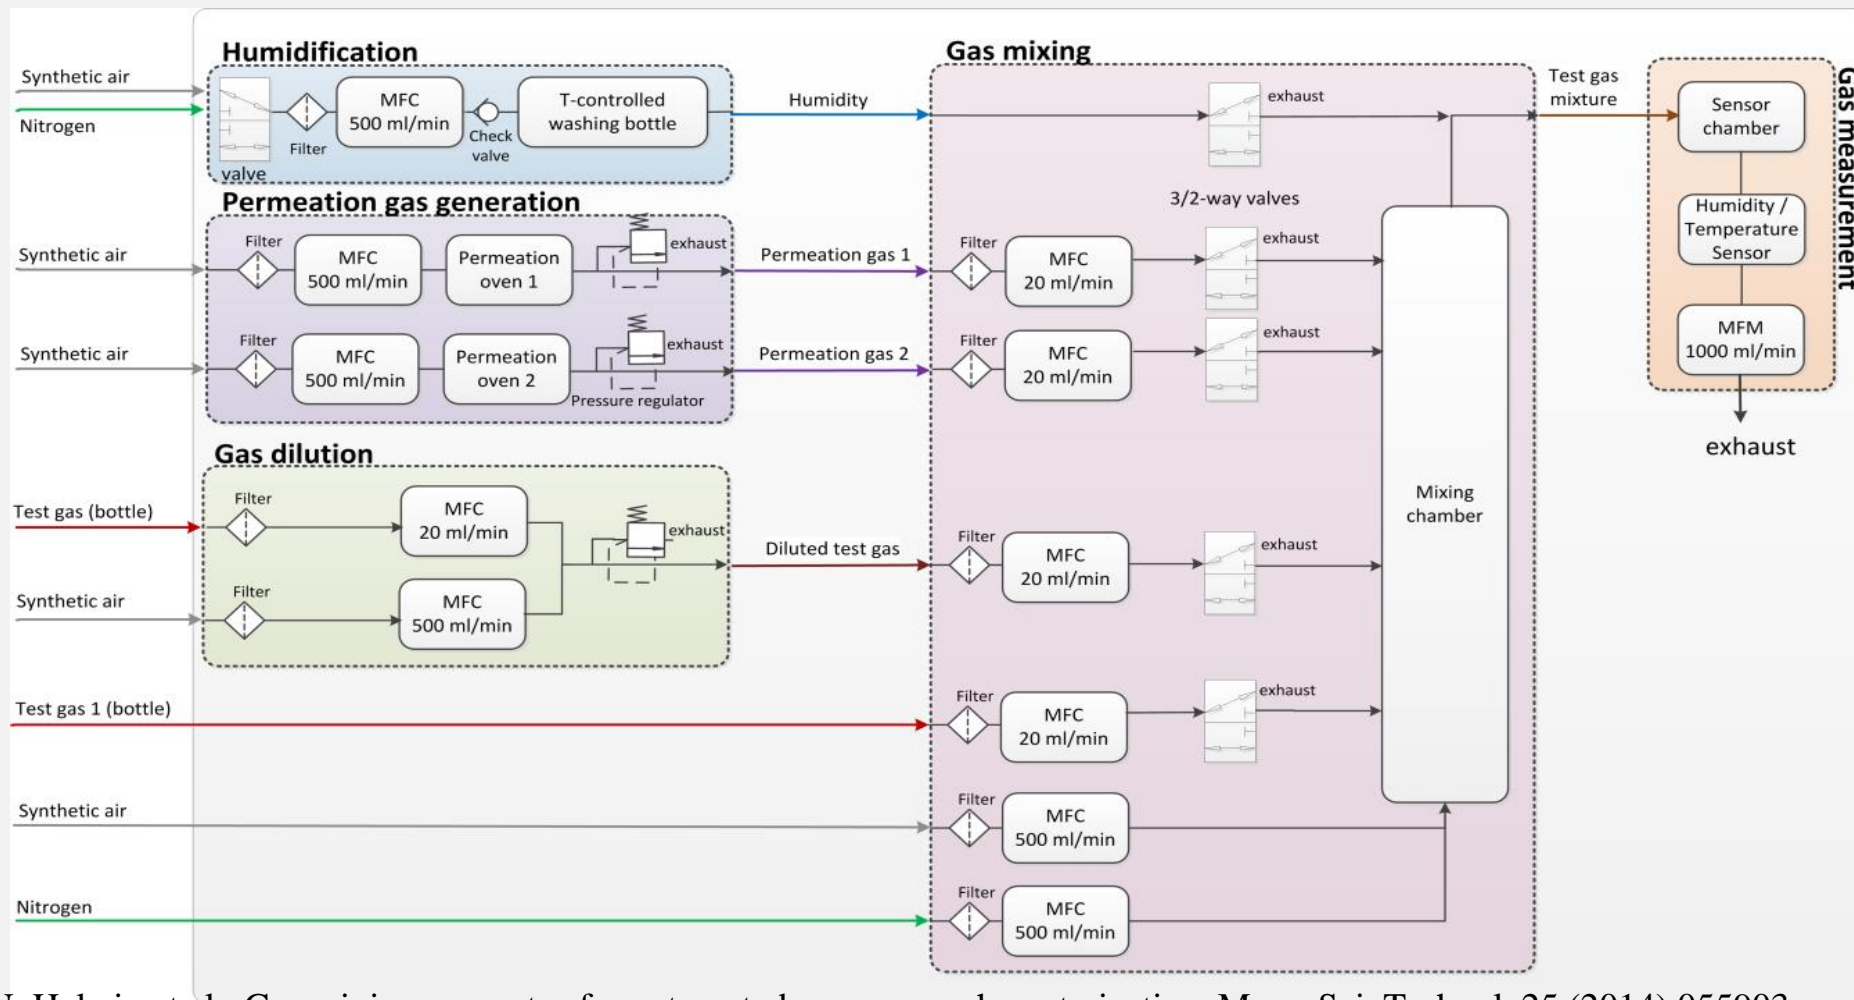 Humidification
Synthetic air
Nitrogen
valve
Filter
MFC
500 ml/min
Check
valve
T-controlled
washing bottle
Humidity
Permeation gas generation
Synthetic air
Filter
MFC
500 ml/min
Permeation
oven 1
exhaust
Permeation gas 1
Synthetic air
Filter
MFC
500 ml/min
Permeation
oven 2
exhaust
Pressure regulator
Permeation gas 2
Gas dilution
Test gas (bottle)
Filter
MFC
20 ml/min
Synthetic air
Filter
MFC
500 ml/min
exhaust
Diluted test gas
Test gas 1 (bottle)
Synthetic air
Nitrogen
Gas mixing
exhaust
3/2-way valves
Filter
MFC
20 ml/min
exhaust
Filter
MFC
20 ml/min
exhaust
Filter
MFC
20 ml/min
exhaust
Filter
MFC
20 ml/min
exhaust
Filter
MFC
500 ml/min
Filter
MFC
500 ml/min
Mixing
chamber
Test gas
mixture
Gas measurement
Sensor
chamber
Humidity /
Temperature
Sensor
MFM
1000 ml/min
exhaust